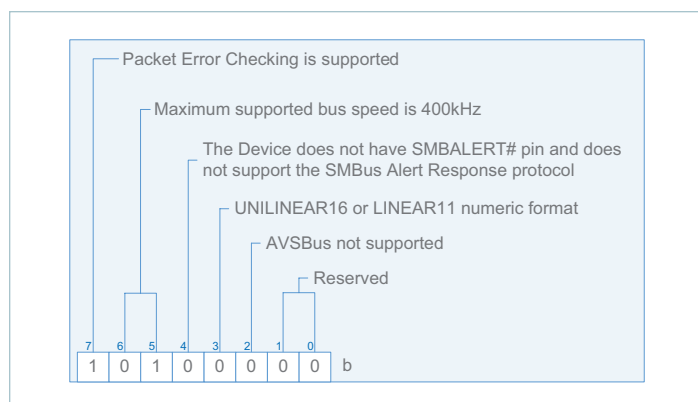 Packet Error Checking is supported
Maximum supported bus speed is 400kHz
The Device does not have SMBALERT# pin and does
not support the SMBus Alert Response protocol
UNILINEAR16 or LINEAR11 numeric format
AVSBus not supported
Reserved
7 6 5 4 3 2 1 0
1 0 1 0 0 0 0 0 b